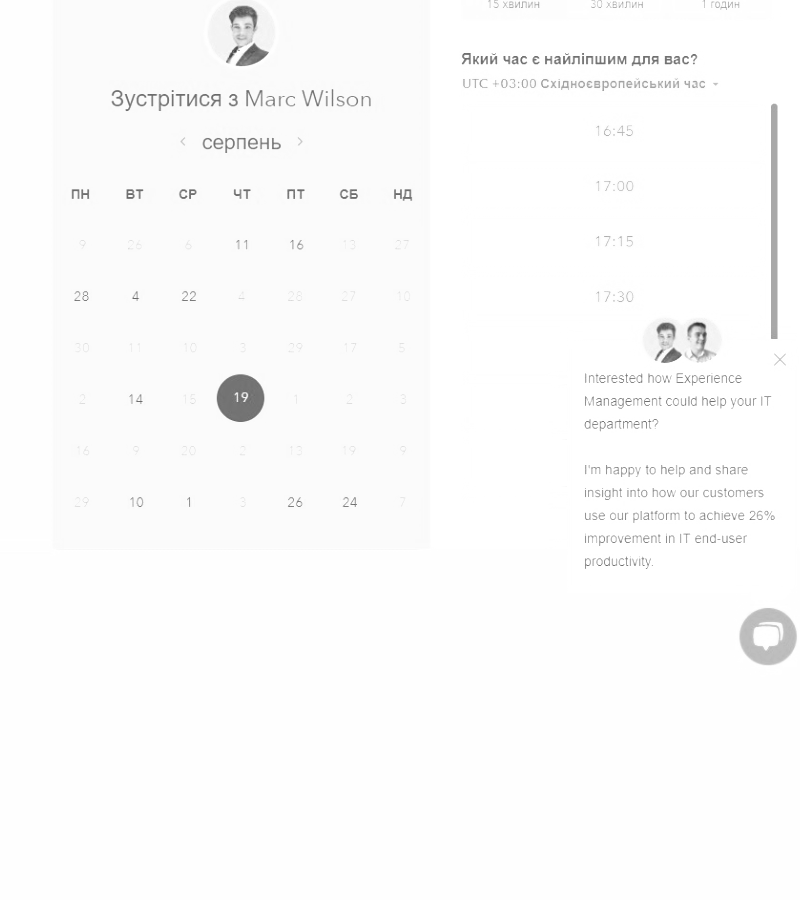 15 хвилин 30 хвилин 1 годин
Зустрітися з Marc Wilson
серпень
ПН ВТ СР ЧТ ПТ СБ НД
9 26 6 11 16 13 27
28 4 22 4 28 27 10
30 11 10 3 29 17 5
2 14 15 19 1 2 3
16 9 20 2 13 19 9
29 10 1 3 26 24 7
Який час є найліпшим для вас?
UTC +03:00 Східноєвропейський час
16:45
17:00
17:15
17:30
Interested how Experience
Management could help your IT
department?
I'm happy to help and share
insight into how our customers
use our platform to achieve 26%
improvement in IT end-user
productivity.